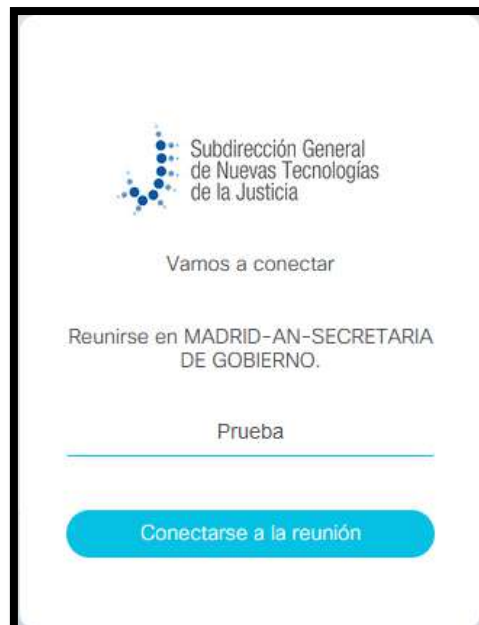 Subdirección General
de Nuevas Tecnologías
de la Justicia
Vamos a conectar
Reunirse en MADRID-AN-SECRETARIA
DE GOBIERNO.
Prueba
Conectarse a la reunión